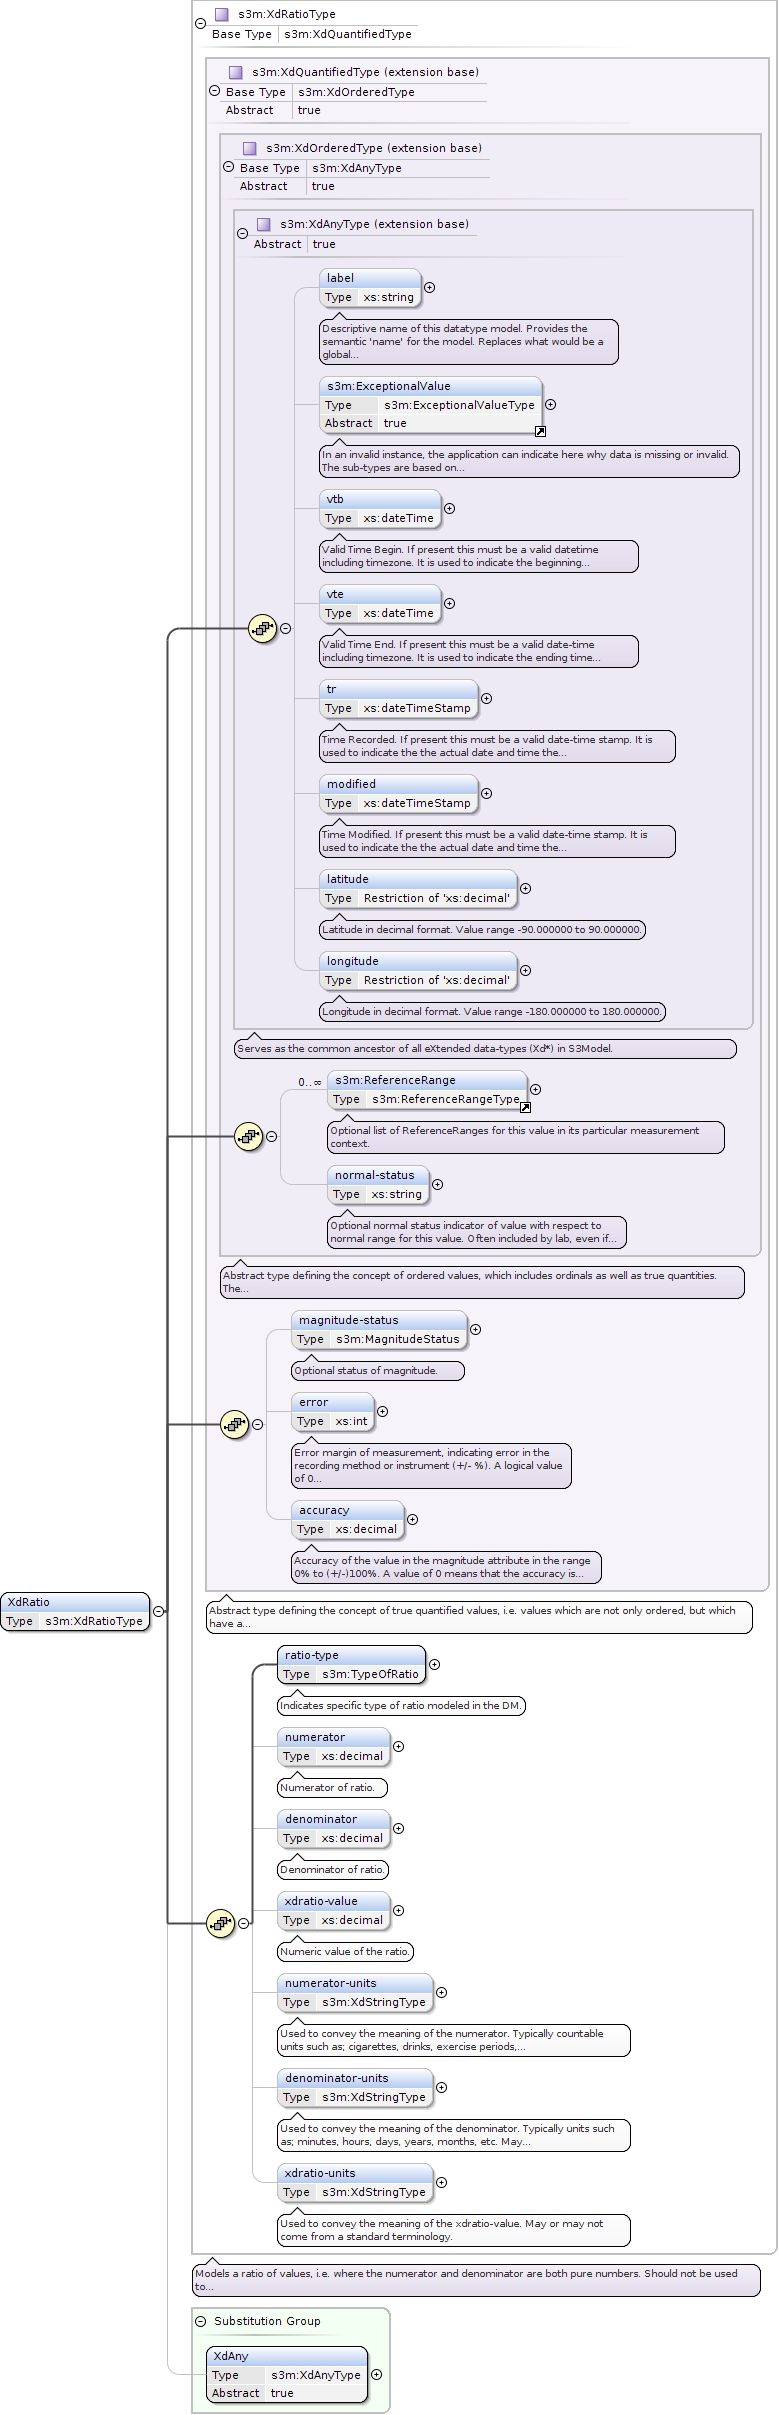 s3m:XdRatioType
Base Type s3m:XdQuantifiedType
s3m:XdQuantifiedType (extension base)
Base Type s3m:XdOrderedType
Abstract true
s3m:XdOrderedType (extension base)
Base Type s3m:XdAnyType
Abstract true
s3m:XdAnyType (extension base)
Abstract true
label
Type xs:string
Descriptive name of this datatype model. Provides the
semantic 'name' for the model. Replaces what would be a
global...
s3m:ExceptionalValue
Type s3m:ExceptionalValueType
Abstract true
In an invalid instance, the application can indicate here why data is missing or invalid.
The sub-types are based on...
vtb
Type xs:dateTime
Valid Time Begin. If present this must be a valid datetime
including timezone. It is used to indicate the beginning...
vte
Type xs:dateTime
Valid Time End. If present this must be a valid date-time
including timezone. It is used to indicate the ending time...
tr
Type xs:dateTimeStamp
Time Recorded. If present this must be a valid date-time stamp. It is
used to indicate the the actual date and time the...
modified
Type xs:dateTimeStamp
Time Modified. If present this must be a valid date-time stamp. It is
used to indicate the the actual date and time the...
latitude
Type Restriction of 'xs:decimal'
Latitude in decimal format. Value range -90.000000 to 90.000000.
longitude
Type Restriction of 'xs:decimal'
Longitude in decimal format. Value range -180.000000 to 180.000000.
Serves as the common ancestor of all eXtended data-types (Xd*) in S3Model.
0..∞ s3m:ReferenceRange
Type s3m:ReferenceRangeType
Optional list of ReferenceRanges for this value in its particular measurement
context.
normal-status
Type xs:string
Optional normal status indicator of value with respect to
normal range for this value. Often included by lab, even if...
Abstract type defining the concept of ordered values, which includes ordinals as well as true quantities.
The...
magnitude-status
Type s3m:MagnitudeStatus
Optional status of magnitude.
error
Type xs:int
Error margin of measurement, indicating error in the
recording method or instrument (+/- %). A logical value
of 0...
accuracy
Type xs:decimal
Accuracy of the value in the magnitude attribute in the range
0% to (+/-)100%. A value of 0 means that the accuracy is...
XdRatio
Type s3m:XdRatioType
Abstract type defining the concept of true quantified values, i.e. values which are not only ordered, but which
have a...
ratio-type
Type s3m:TypeOfRatio
Indicates specific type of ratio modeled in the DM.
numerator
Type xs:decimal
Numerator of ratio.
denominator
Type xs:decimal
Denominator of ratio.
xdratio-value
Type xs:decimal
Numeric value of the ratio.
numerator-units
Type s3m:XdStringType
Used to convey the meaning of the numerator. Typically countable
units such as; cigarettes, drinks, exercise periods,...
denominator-units
Type s3m:XdStringType
Used to convey the meaning of the denominator. Typically units such
as; minutes, hours, days, years, months, etc. May...
xdratio-units
Type s3m:XdStringType
Used to convey the meaning of the xdratio-value. May or may not
come from a standard terminology.
Models a ratio of values, i.e. where the numerator and denominator are both pure numbers. Should not be used
to...
Substitution Group
XdAny
Type s3m:XdAnyType
Abstract true